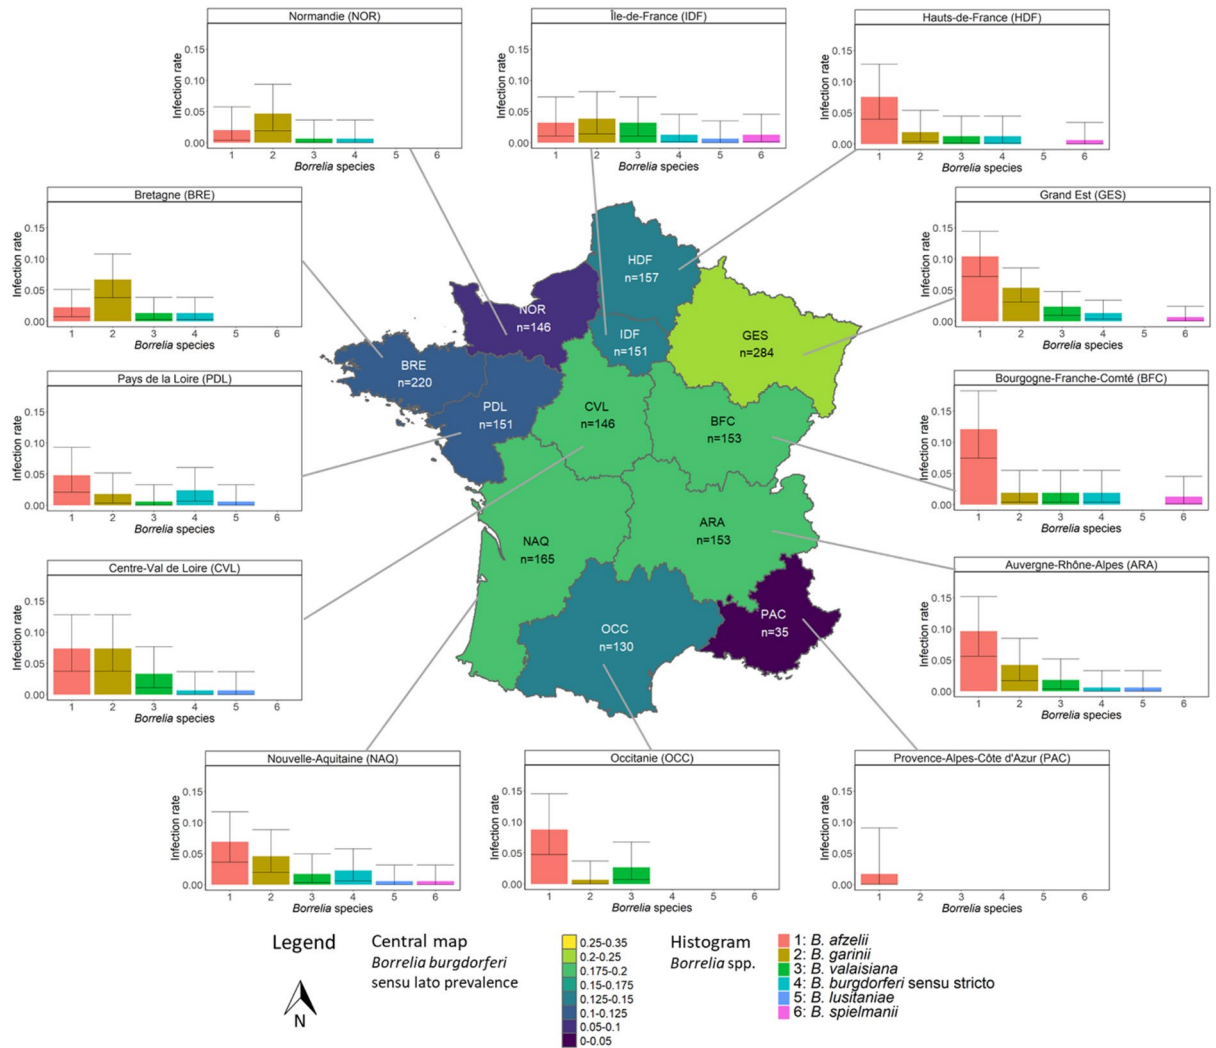 Normandie (NOR)
Infection rate
0.15
0.10
0.05
0.00
1 2 3 4 5 6
Borrelia species
Île-de-France (IDF)
Infection rate
0.15
0.10
0.05
0.00
1 2 3 4 5 6
Borrelia species
Hauts-de-France (HDF)
Infection rate
0.15
0.10
0.05
0.00
1 2 3 4 5 6
Borrelia species
Bretagne (BRE)
Infection rate
0.15
0.10
0.05
0.00
1 2 3 4 5 6
Borrelia species
Grand Est (GES)
Infection rate
0.15
0.10
0.05
0.00
1 2 3 4 5 6
Borrelia species
Pays de la Loire (PDL)
Infection rate
0.15
0.10
0.05
0.00
1 2 3 4 5 6
Borrelia species
Bourgogne-Franche-Comté (BFC)
Infection rate
0.15
0.10
0.05
0.00
1 2 3 4 5 6
Borrelia species
Centre-Val de Loire (CVL)
Infection rate
0.15
0.10
0.05
0.00
1 2 3 4 5 6
Borrelia species
Auvergne-Rhône-Alpes (ARA)
Infection rate
0.15
0.10
0.05
0.00
1 2 3 4 5 6
Borrelia species
HDF
n=157
NOR
n=146
IDF
n=151
GES
n=284
BRE
n=220
PDL
n=151
CVL
n=146
BFC
n=153
NAQ
n=165
ARA
n=153
OCC
n=130
PAC
n=35
Nouvelle-Aquitaine (NAQ)
Infection rate
0.15
0.10
0.05
0.00
1 2 3 4 5 6
Borrelia species
Occitanie (OCC)
Infection rate
0.15
0.10
0.05
0.00
1 2 3 4 5 6
Borrelia species
Provence-Alpes-Côte d'Azur (PAC)
Infection rate
0.15
0.10
0.05
0.00
1 2 3 4 5 6
Borrelia species
Legend
N
Central map
Borrelia burgdorferi
sensu lato prevalence
0.25-0.35
0.2-0.25
0.175-0.2
0.15-0.175
0.125-0.15
0.1-0.125
0.05-0.1
0-0.05
Histogram
Borrelia spp.
1: B. afzelii
2: B. garinii
3: B. valaisiana
4: B. burgdorferi sensu stricto
5: B. lusitaniae
6: B. spielmanii